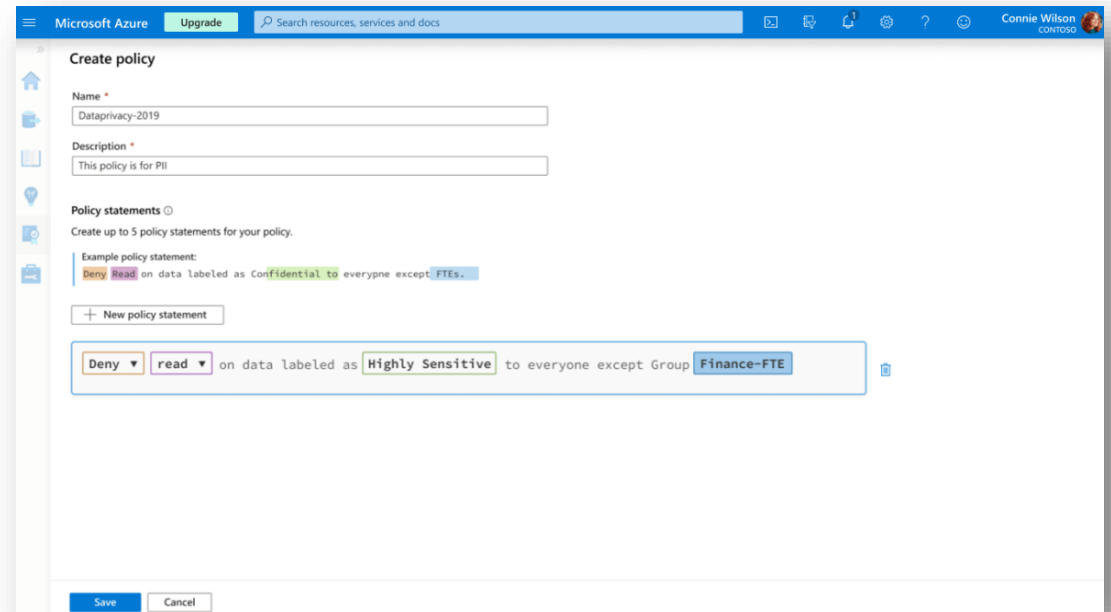 Microsoft Azure Upgrade Search resources, services and docs 1 ? Connie Wilson
CONTOSO
Create policy
Name *
Dataprivacy-2019
Description *
This policy is for PII
Policy statements
Create up to 5 policy statements for your policy.
Example policy statement:
Deny Read on data labeled as Confidential to everypne except FTEs.
+ New policy statement
Deny ▼ read ▼ on data labeled as Highly Sensitive to everyone except Group Finance-FTE
Save Cancel